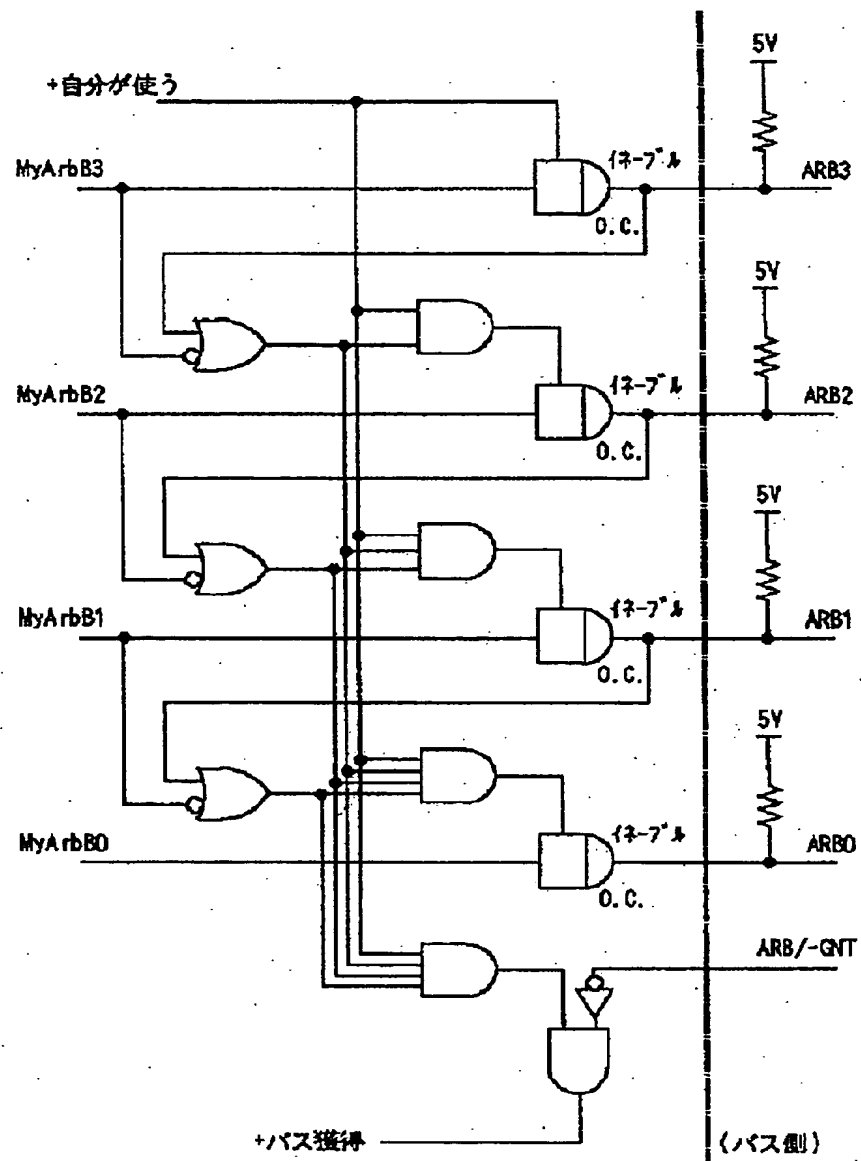 5V
+自分が使う
イネーブル
MyArbB3
ARB3
O.C.
5V
イネーブル
MyArbB2
ARB2
O.C.
5V
イネーブル
MyArbB1
ARB1
O.C.
5V
イネーブル
MyArbB0
ARB0
O.C.
ARB/-GNT
+バス獲得
(バス側)